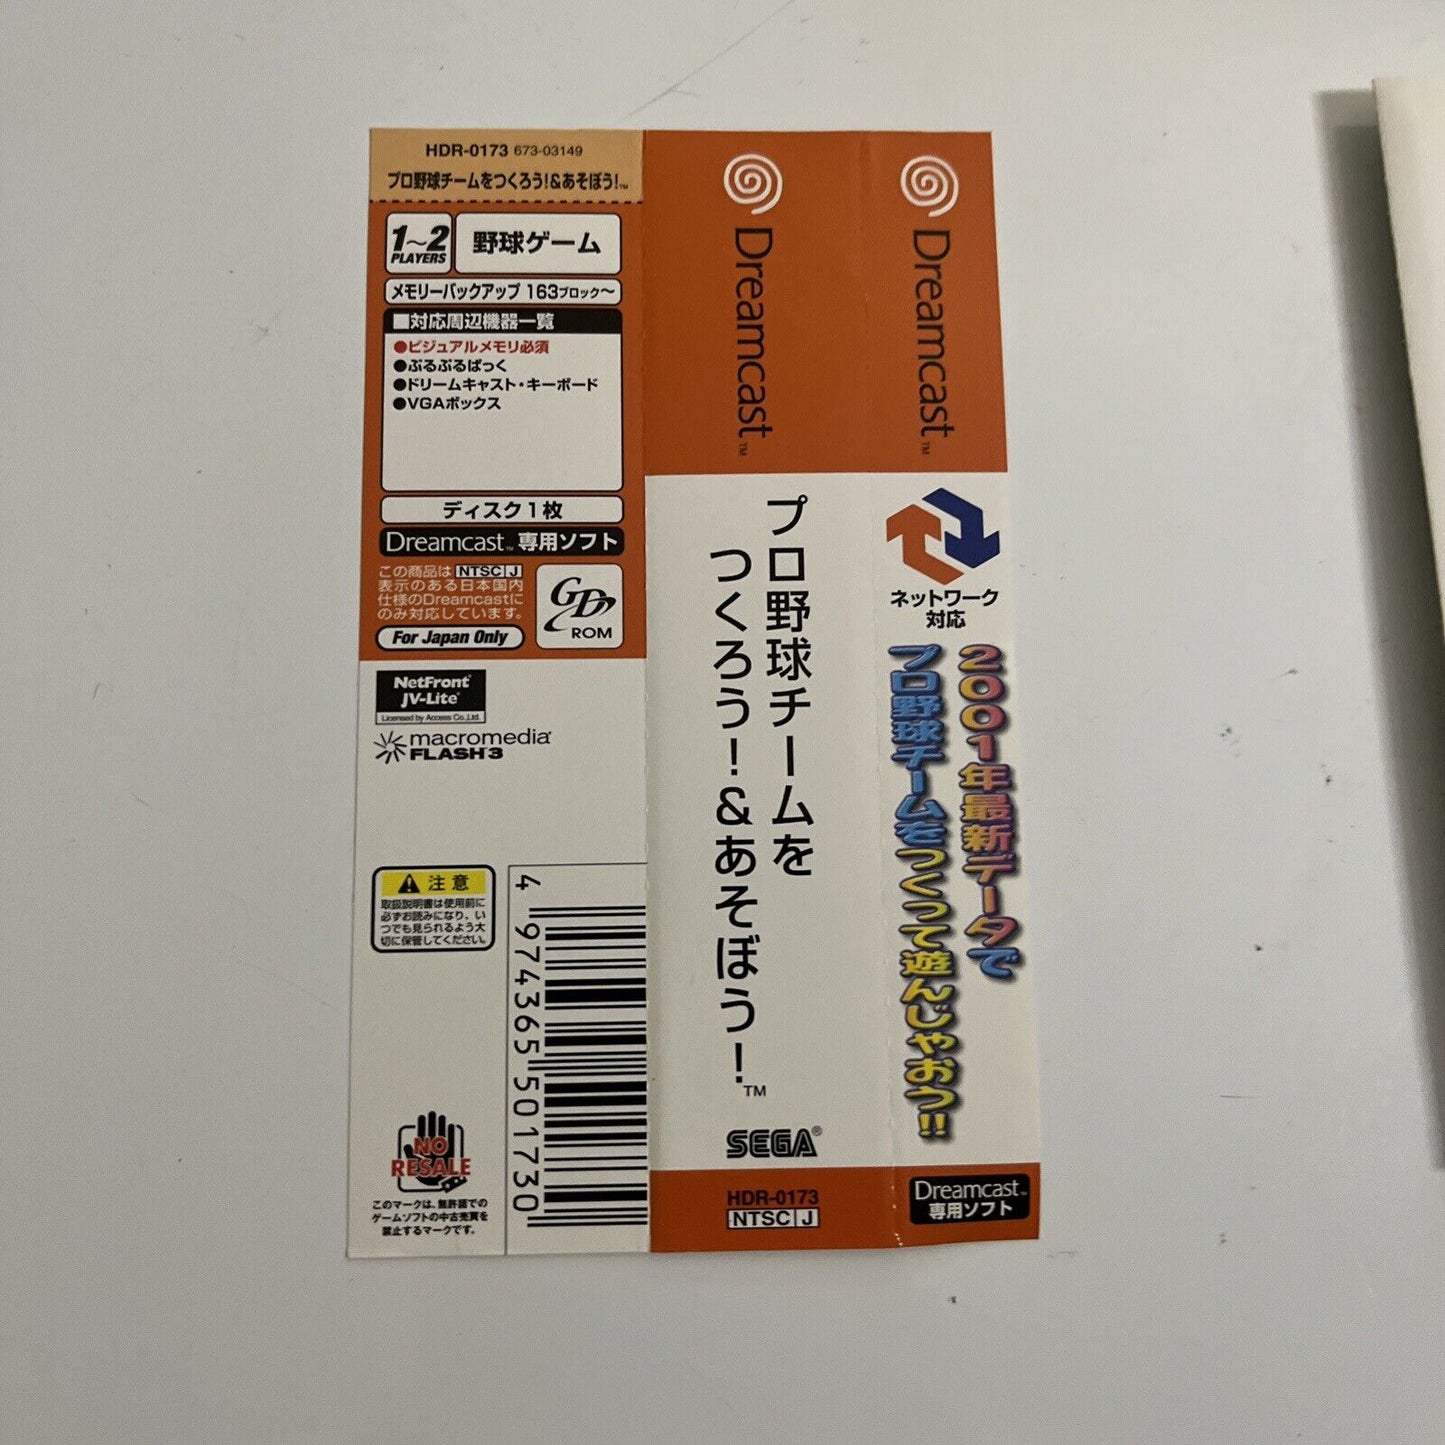 HDR-0173 673-03149
プロ野球チームをつくろう!&あそぼう!™
1~2
PLAYERS
野球ゲーム
メモリーバックアップ 163ブロック~
■対応周辺機器一覧
●ビジュアルメモリ必須
●ぷるぷるぱっく
●ドリームキャスト・キーボード
●VGAボックス
ディスク1枚
Dreamcast™ 専用ソフト
この商品は NTSC J
表示のある日本国内
仕様のDreamcastに
のみ対応しています。
For Japan Only
GD
ROM
NetFront®
JV-Lite®
Licensed by Access Co.,Ltd.
macromedia®
FLASH™3
注意
取扱説明書は使用前に
必ずお読みになり、い
つでも見られるよう大
切に保管してください。
4 974365 501730
NO
RESALE
このマークは、無許諾での
ゲームソフトの中古売買を
禁止するマークです。
Dreamcast™
プロ野球チームを
つくろう!&あそぼう!™
SEGA®
HDR-0173
NTSC J
Dreamcast™
ネットワーク
対応
2001年最新データで
プロ野球チームをつくって遊んじゃおう!!
Dreamcast™
専用ソフト